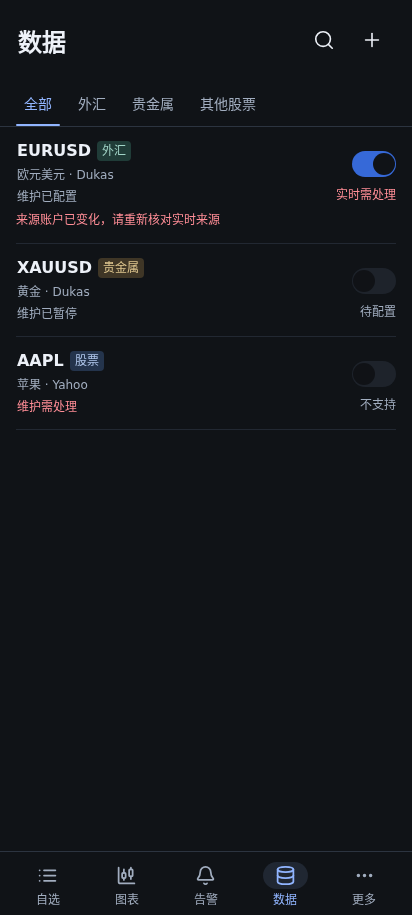 数据
全部 外汇 贵金属 其他股票
EURUSD 外汇
欧元美元 · Dukas
维护已配置
实时需处理
来源账户已变化，请重新核对实时来源
XAUUSD 贵金属
黄金 · Dukas
维护已暂停
待配置
AAPL 股票
苹果 · Yahoo
维护需处理
不支持
自选 图表 告警 数据 更多